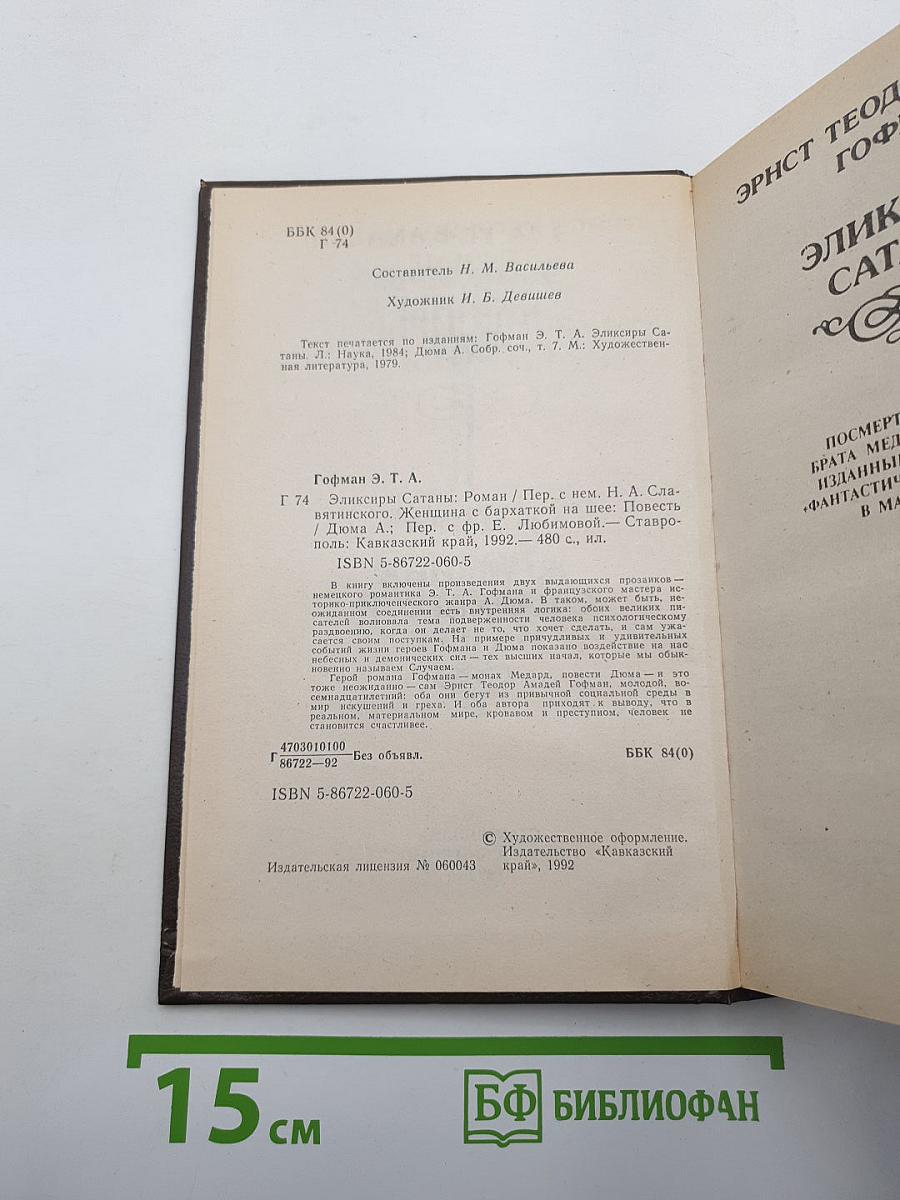 ББК 84(0)
Г 74
Составитель Н. М. Васильева
Художник И. Б. Девишев
Текст печатается по изданиям: Гофман Э. Т. А. Эликсиры Са-
таны. Л.: Наука, 1984; Дюма А. Собр. соч., т. 7. М.: Художествен-
ная литература, 1979.
Гофман Э. Т. А.
Г 74 Эликсиры Сатаны: Роман / Пер. с нем. Н. А. Сла-
вятинского. Женщина с бархаткой на шее: Повесть
/ Дюма А.; Пер. с фр. Е. Любимовой.— Ставро-
поль: Кавказский край, 1992.— 480 с., ил.
ISBN 5-86722-060-5
В книгу включены произведения двух выдающихся прозаиков —
немецкого романтика Э. Т. А. Гофмана и французского мастера ис-
торико-приключенческого жанра А. Дюма. В таком, может быть, не-
ожиданном соединении есть внутренняя логика: обоих великих пи-
сателей волновала тема подверженности человека психологическому
раздвоению, когда он делает не то, что хочет сделать, и сам ужа-
сается своим поступкам. На примере причудливых и удивительных
событий жизни героев Гофмана и Дюма показано воздействие на нас
небесных и демонических сил — тех высших начал, которые мы обык-
новенно называем Случаем.
Герой романа Гофмана — монах Медард, повести Дюма — и это
тоже неожиданно — сам Эрнст Теодор Амадей Гофман, молодой, во-
семнадцатилетний: оба они бегут из привычной социальной среды в
мир искушений и греха. И оба автора приходят к выводу, что в
реальном, материальном мире, кровавом и преступном, человек не
становится счастливее.
Г 4703010100
86722—92 Без объявл.
ББК 84(0)
ISBN 5-86722-060-5
© Художественное оформление.
Издательство «Кавказский
край», 1992
Издательская лицензия № 060043
ЭРНСТ ТЕОД
ГОФ
ЭЛИК
САТА
ПОСМЕРТ
БРАТА МЕД
ИЗДАННЫ
«ФАНТАСТИЧ
В МА
15 см
БФ БИБЛИОФАН